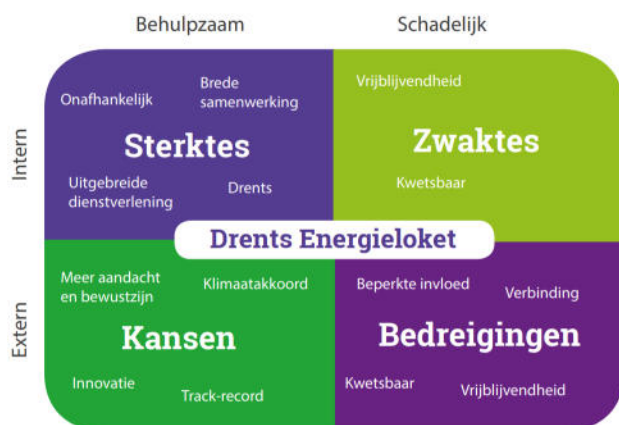 Behulpzaam
Schadelijk
Intern
Onafhankelijk
Brede
samenwerking
Sterktes
Uitgebreide
dienstverlening
Drents
Vrijblijvendheid
Zwaktes
Kwetsbaar
Drents Energieloket
Extern
Meer aandacht
en bewustzijn
Klimaatakkoord
Kansen
Innovatie
Track-record
Beperkte invloed
Verbinding
Bedreigingen
Kwetsbaar
Vrijblijvendheid